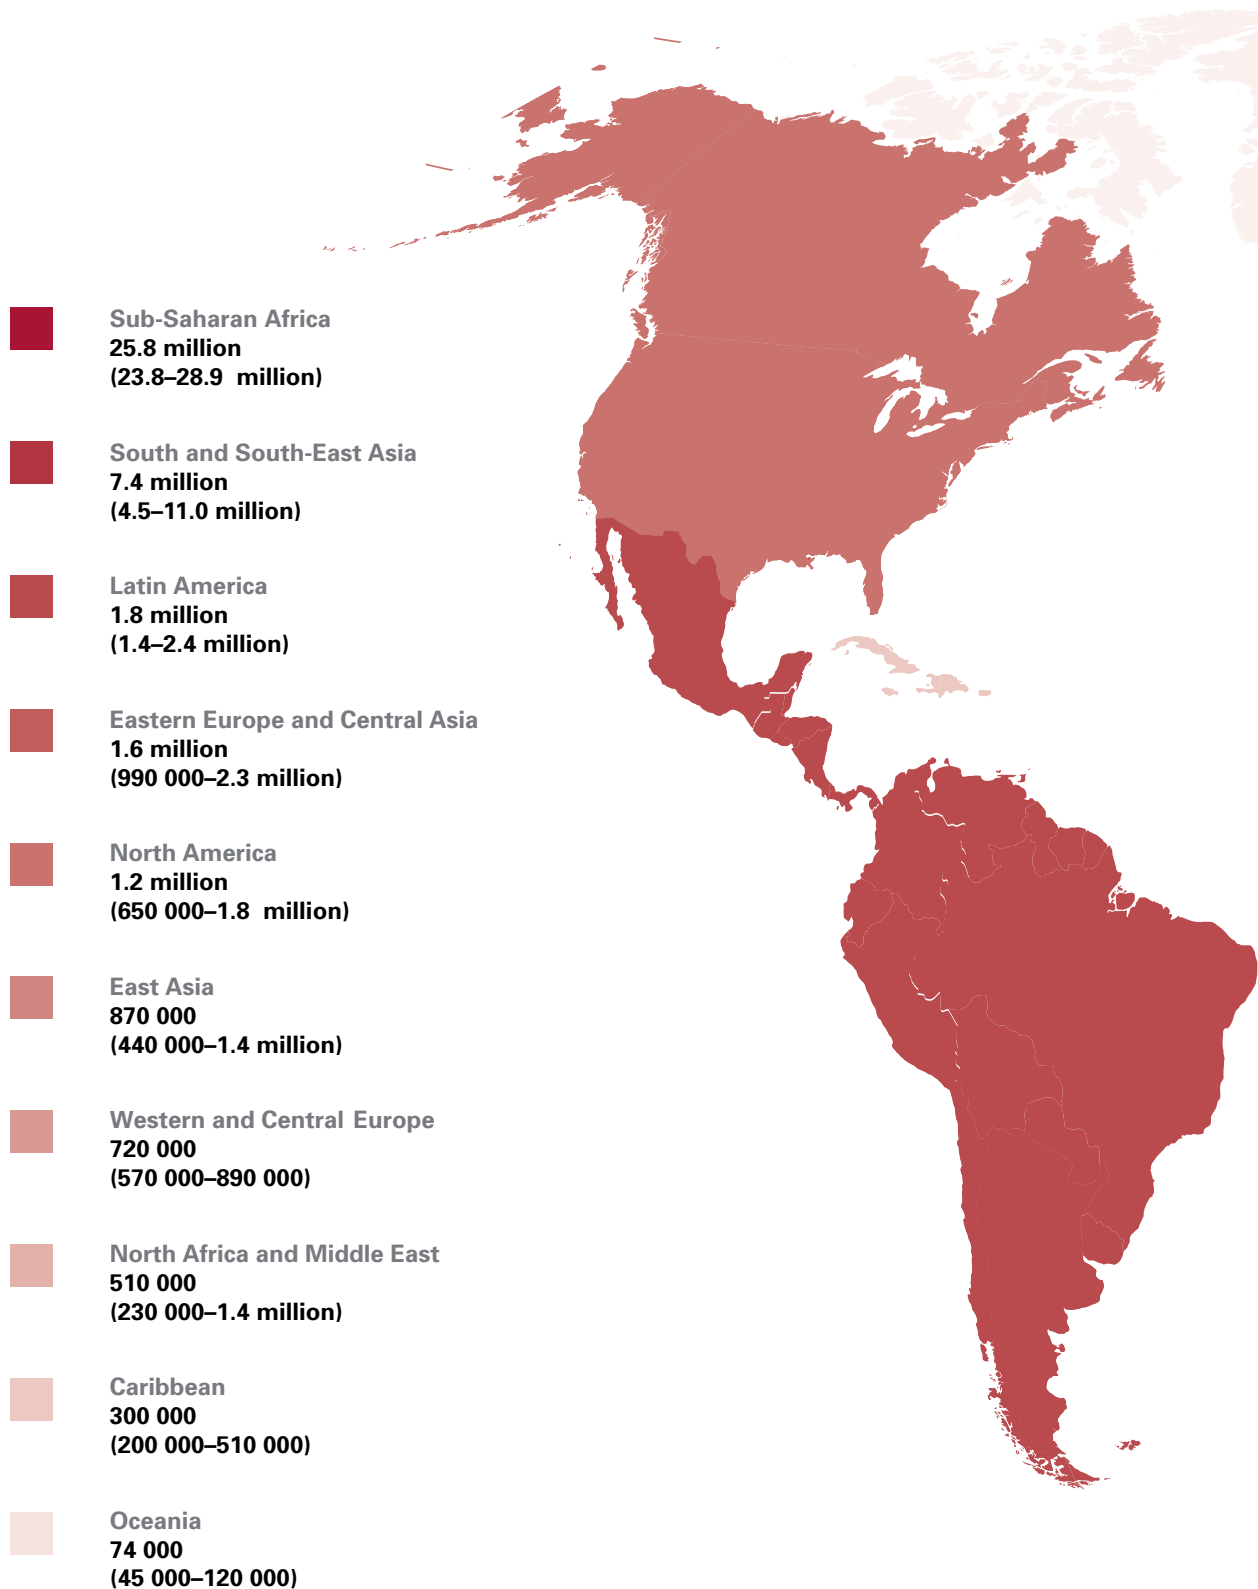 Sub-Saharan Africa
25.8 million
(23.8–28.9 million)
South and South-East Asia
7.4 million
(4.5–11.0 million)
Latin America
1.8 million
(1.4–2.4 million)
Eastern Europe and Central Asia
1.6 million
(990 000–2.3 million)
North America
1.2 million
(650 000–1.8 million)
East Asia
870 000
(440 000–1.4 million)
Western and Central Europe
720 000
(570 000–890 000)
North Africa and Middle East
510 000
(230 000–1.4 million)
Caribbean
300 000
(200 000–510 000)
Oceania
74 000
(45 000–120 000)